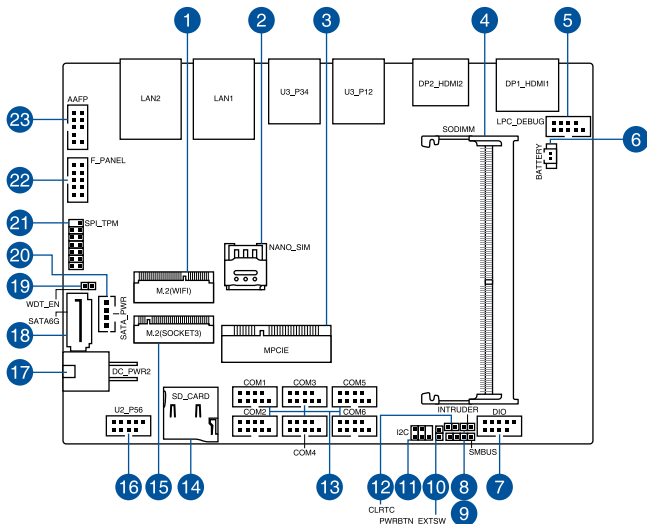 1 2 3 4 5
AAFP
LAN2 LAN1 U3_P34 U3_P12 DP2_HDMI2 DP1_HDMI1
23
LPC_DEBUG
SODIMM
6
BATTERY
F_PANEL
22
21 SPI_TPM
20
NANO_SIM
19
M.2(WIFI)
WDT_EN
SATA6G
SATA_PWR
18
M.2(SOCKET3)
MPCIE
17
DC_PWR2
SD_CARD
COM1 COM3 COM5
U2_P56
COM2 COM6
INTRUDER DIO
I2C
COM4
SMBUS
16 15 14 13 12 11 10 8 7
CLRTC
9
PWRBTN EXTSW